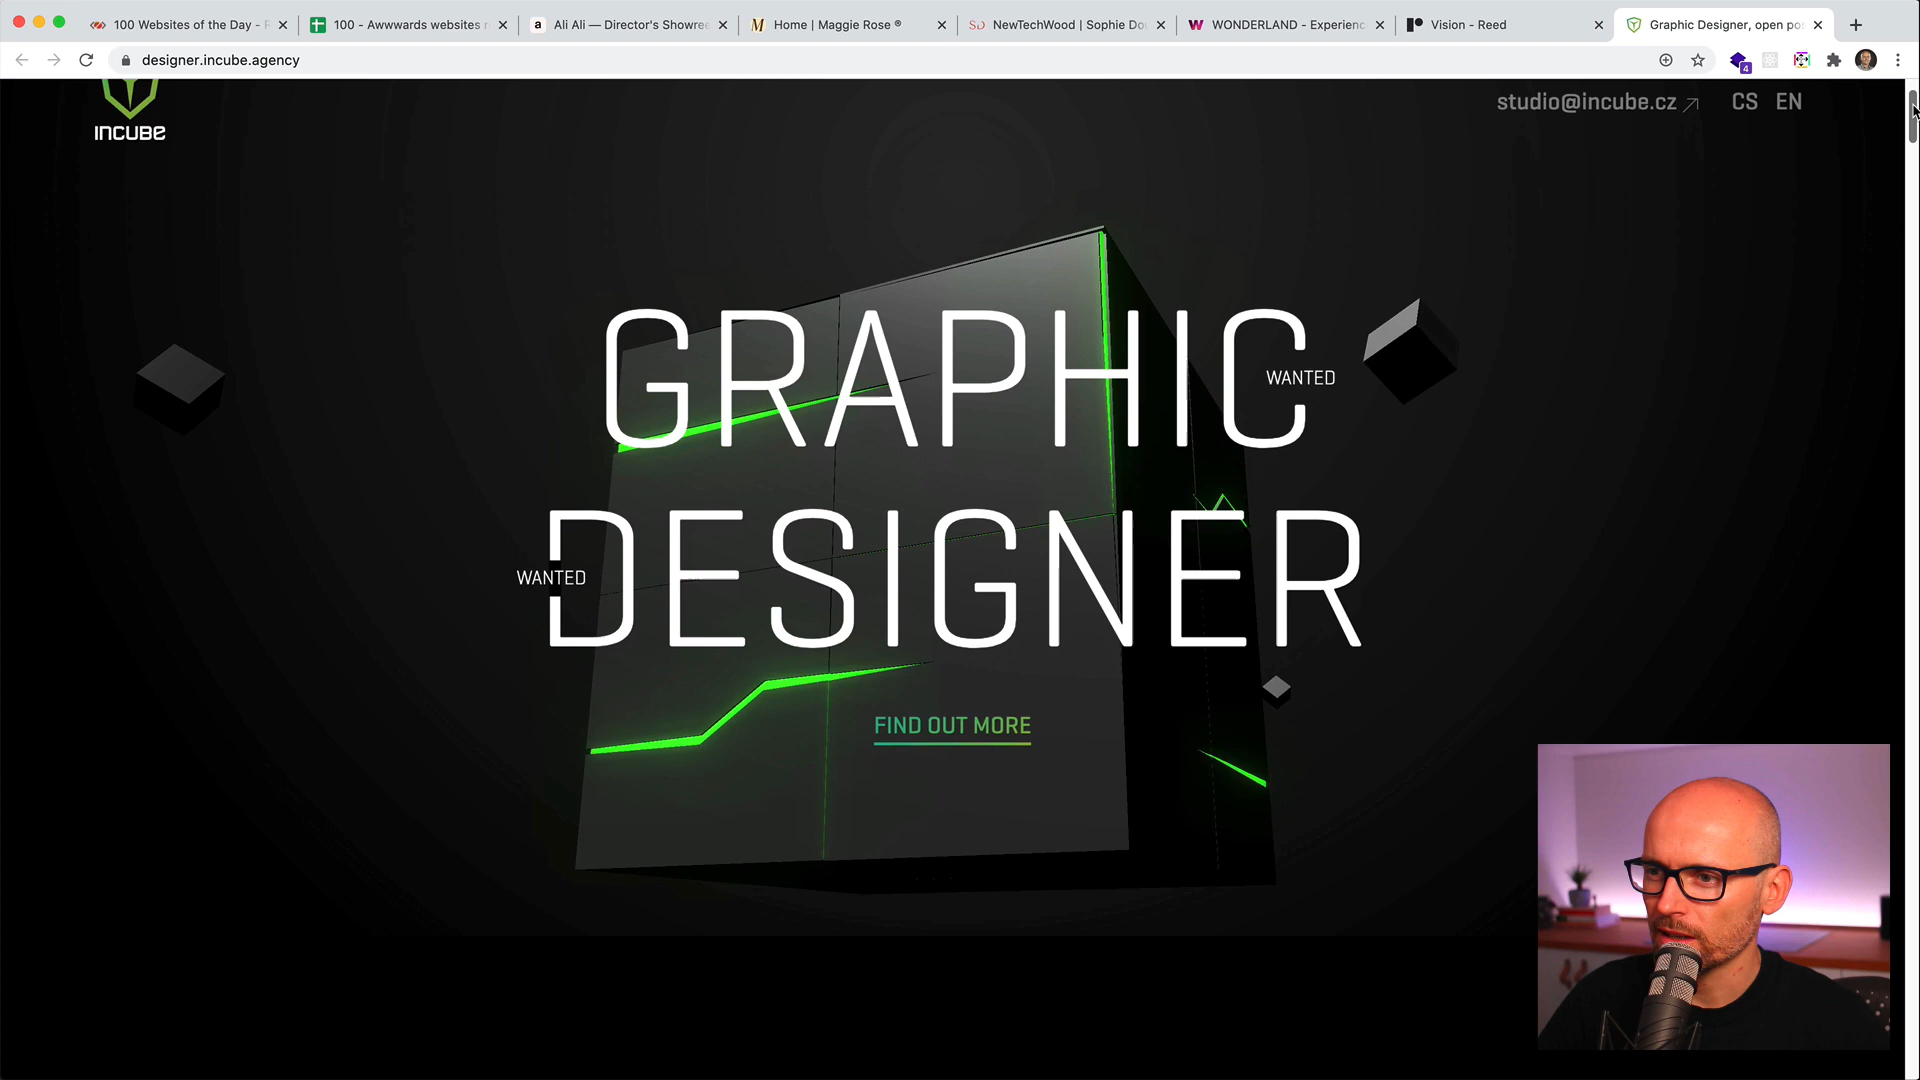 100 Websites of the Day - R
100 - Awwwards websites r
Ali Ali — Director's Showree
Home | Maggie Rose ®
NewTechWood | Sophie Do
WONDERLAND - Experienc
Vision - Reed
Graphic Designer, open po
designer.incube.agency
4
INCUBE
studio@incube.cz
CS EN
GRAPHIC
WANTED
WANTED
DESIGNER
FIND OUT MORE